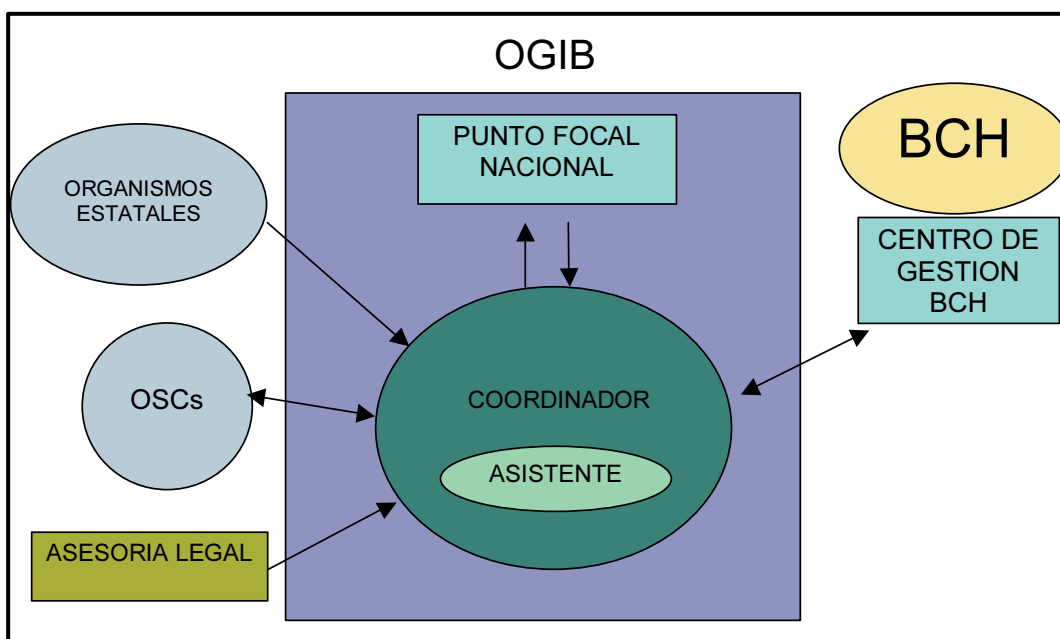 OGIB
ORGANISMOS
ESTATALES
PUNTO FOCAL
NACIONAL
BCH
CENTRO DE
GESTION
BCH
OSCs
COORDINADOR
ASISTENTE
ASESORIA LEGAL